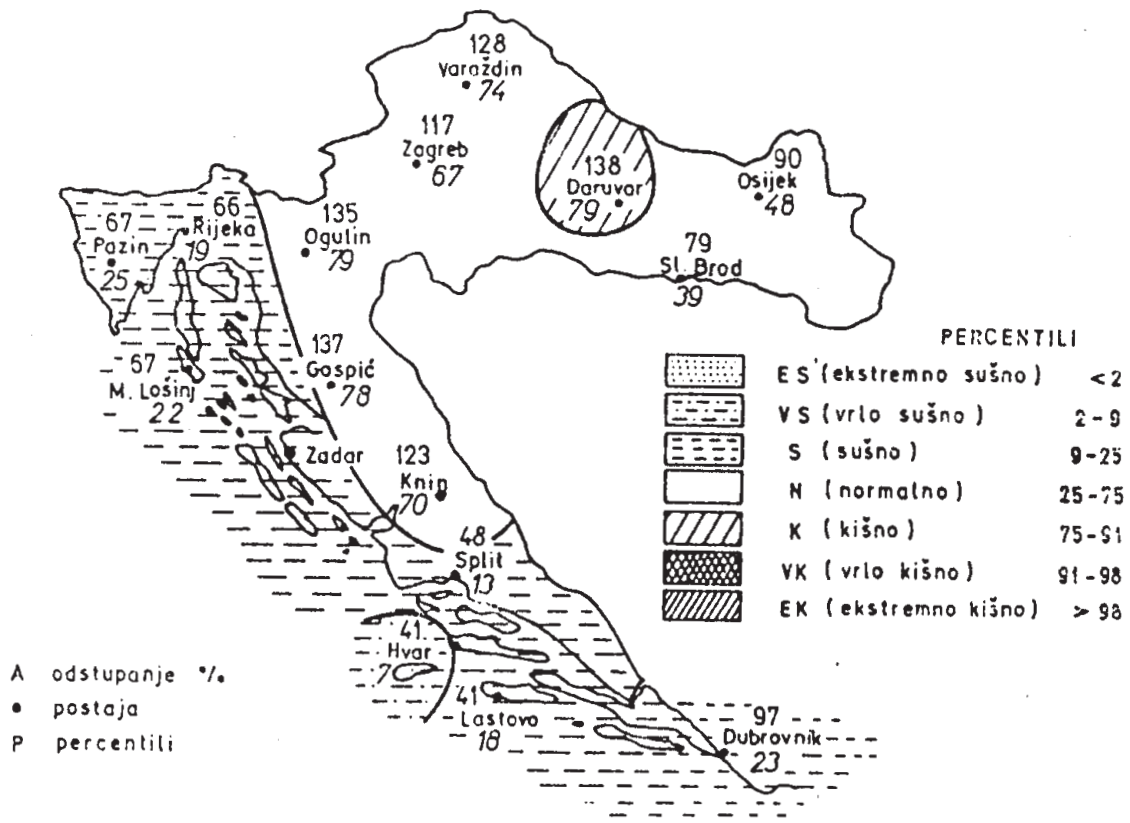 128
Varaždin
74
117
Zagreb
67
138
Daruvar
79
90
Osijek
48
66
Rijeka
19
67
Pazin
25
135
Ogulin
79
79
Sl. Brod
39
137
Gospić
78
67
M. Lošinj
22
Zadar
123
Knin
70
48
Split
13
41
Hvar
7
41
Lastovo
18
97
Dubrovnik
23
PERCENTILI
ES (ekstremno sušno) <2
VS (vrlo sušno) 2-9
S (sušno) 9-25
N (normalno) 25-75
K (kišno) 75-91
VK (vrlo kišno) 91-98
EK (ekstremno kišno) >98
A odstupanje %
• postaja
P percentili